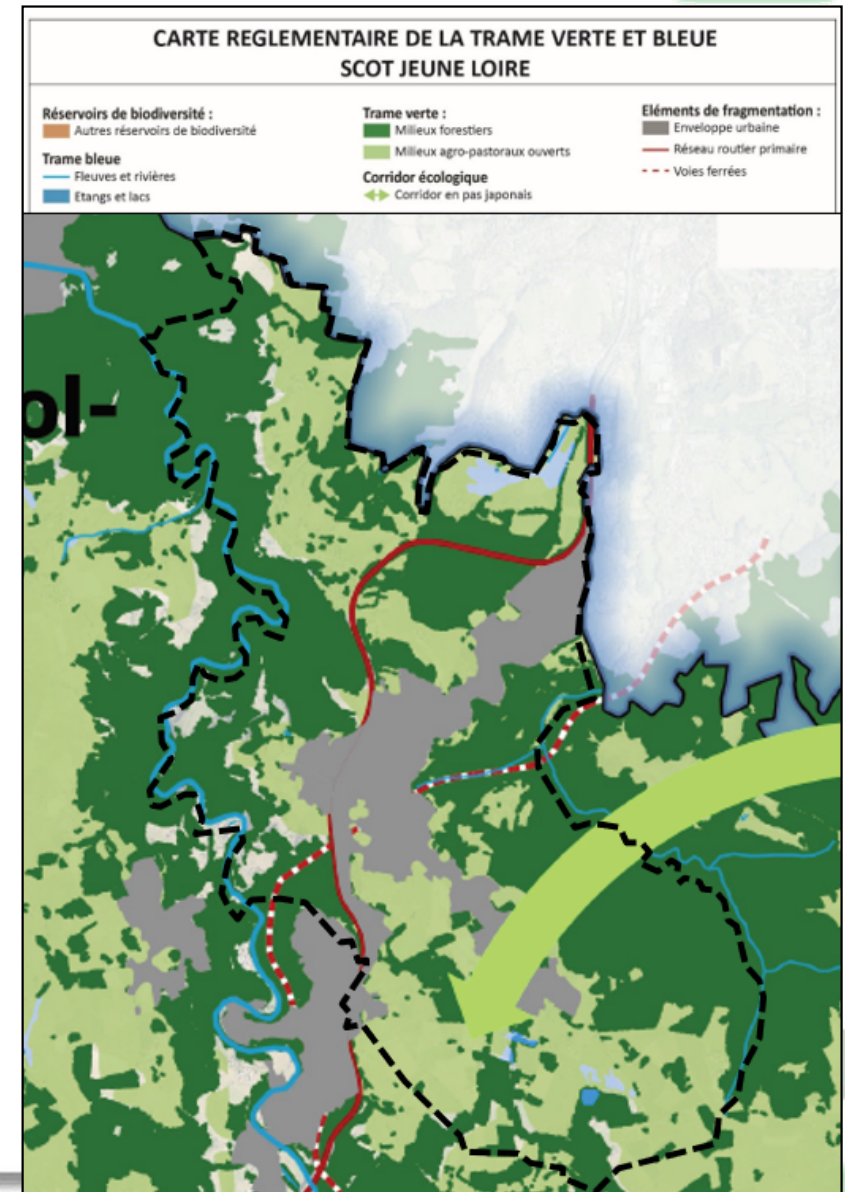 CARTE REGLEMENTAIRE DE LA TRAME VERTE ET BLEUE
SCOT JEUNE LOIRE
Réservoirs de biodiversité :
Autres réservoirs de biodiversité
Trame bleue
Fleuves et rivières
Etangs et lacs
Trame verte :
Milieux forestiers
Milieux agro-pastoraux ouverts
Corridor écologique
Corridor en pas japonais
Eléments de fragmentation :
Enveloppe urbaine
Réseau routier primaire
Voies ferrées
ol-